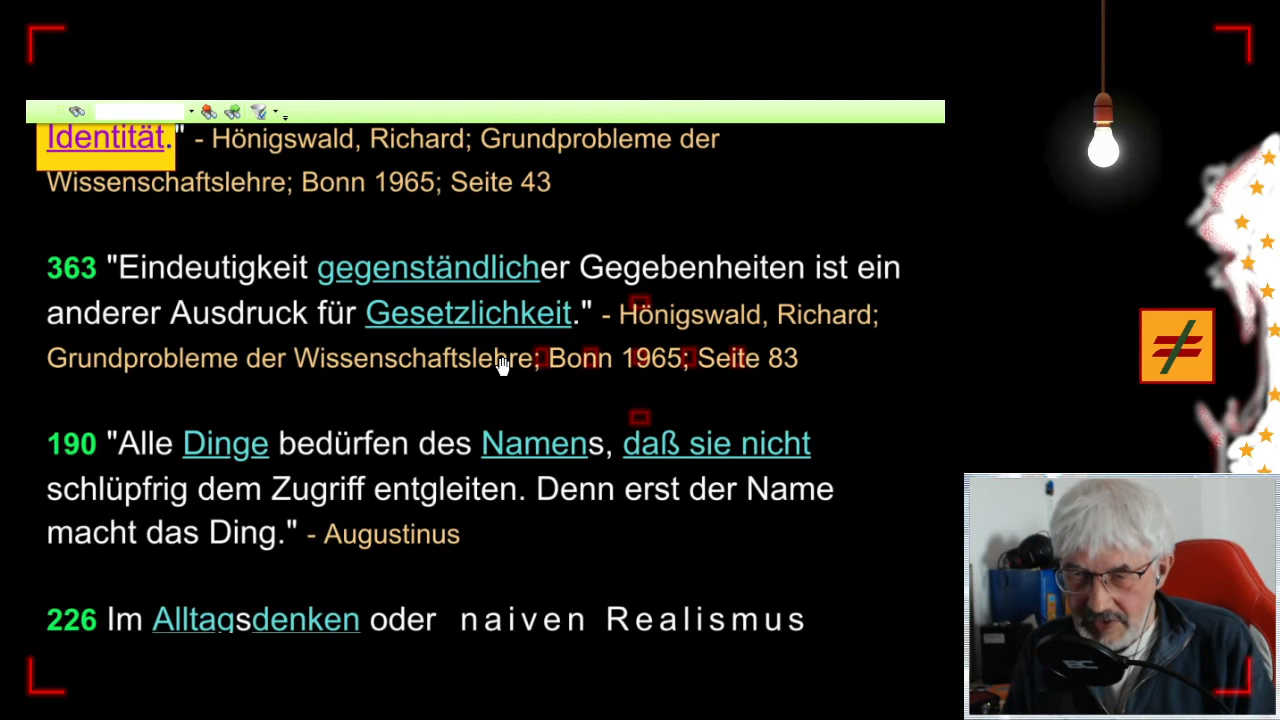 Identität." - Hönigswald, Richard; Grundprobleme der
Wissenschaftslehre; Bonn 1965; Seite 43
363 "Eindeutigkeit gegenständlicher Gegebenheiten ist ein
anderer Ausdruck für Gesetzlichkeit." - Hönigswald, Richard;
Grundprobleme der Wissenschaftslehre; Bonn 1965; Seite 83
190 "Alle Dinge bedürfen des Namens, daß sie nicht
schlüpfrig dem Zugriff entgleiten. Denn erst der Name
macht das Ding." - Augustinus
226 Im Alltagsdenken oder naiven Realismus
≠